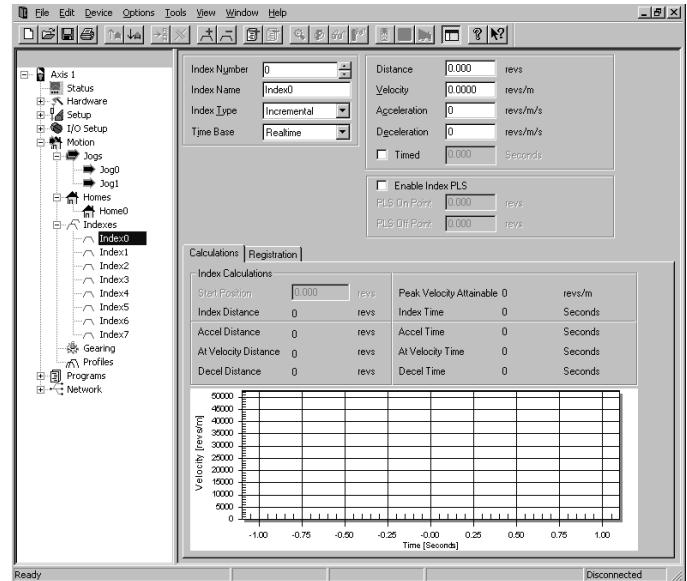 File Edit Device Options Tools View Window Help
Axis 1
Status
Hardware
Setup
I/O Setup
Motion
Jogs
Jog0
Jog1
Homes
Home0
Indexes
Index0
Index1
Index2
Index3
Index4
Index5
Index6
Index7
Gearing
Profiles
Programs
Network
Index Number 0
Index Name Index0
Index Type Incremental
Time Base Realtime
Distance 0.000 revs
Velocity 0.0000 revs/m
Acceleration 0 revs/m/s
Deceleration 0 revs/m/s
Timed 0.000 Seconds
Enable Index PLS
PLS On Point 0.000 revs
PLS Off Point 0.000 revs
Calculations Registration
Index Calculations
Start Position 0.000 revs Peak Velocity Attainable 0 revs/m
Index Distance 0 revs Index Time 0 Seconds
Accel Distance 0 revs Accel Time 0 Seconds
At Velocity Distance 0 revs At Velocity Time 0 Seconds
Decel Distance 0 revs Decel Time 0 Seconds
Velocity [revs/m]
50000
45000
40000
35000
30000
25000
20000
15000
10000
5000
0
-1.00 -0.75 -0.50 -0.25 -0.00 0.25 0.50 0.75 1.00
Time [Seconds]
Ready Disconnected